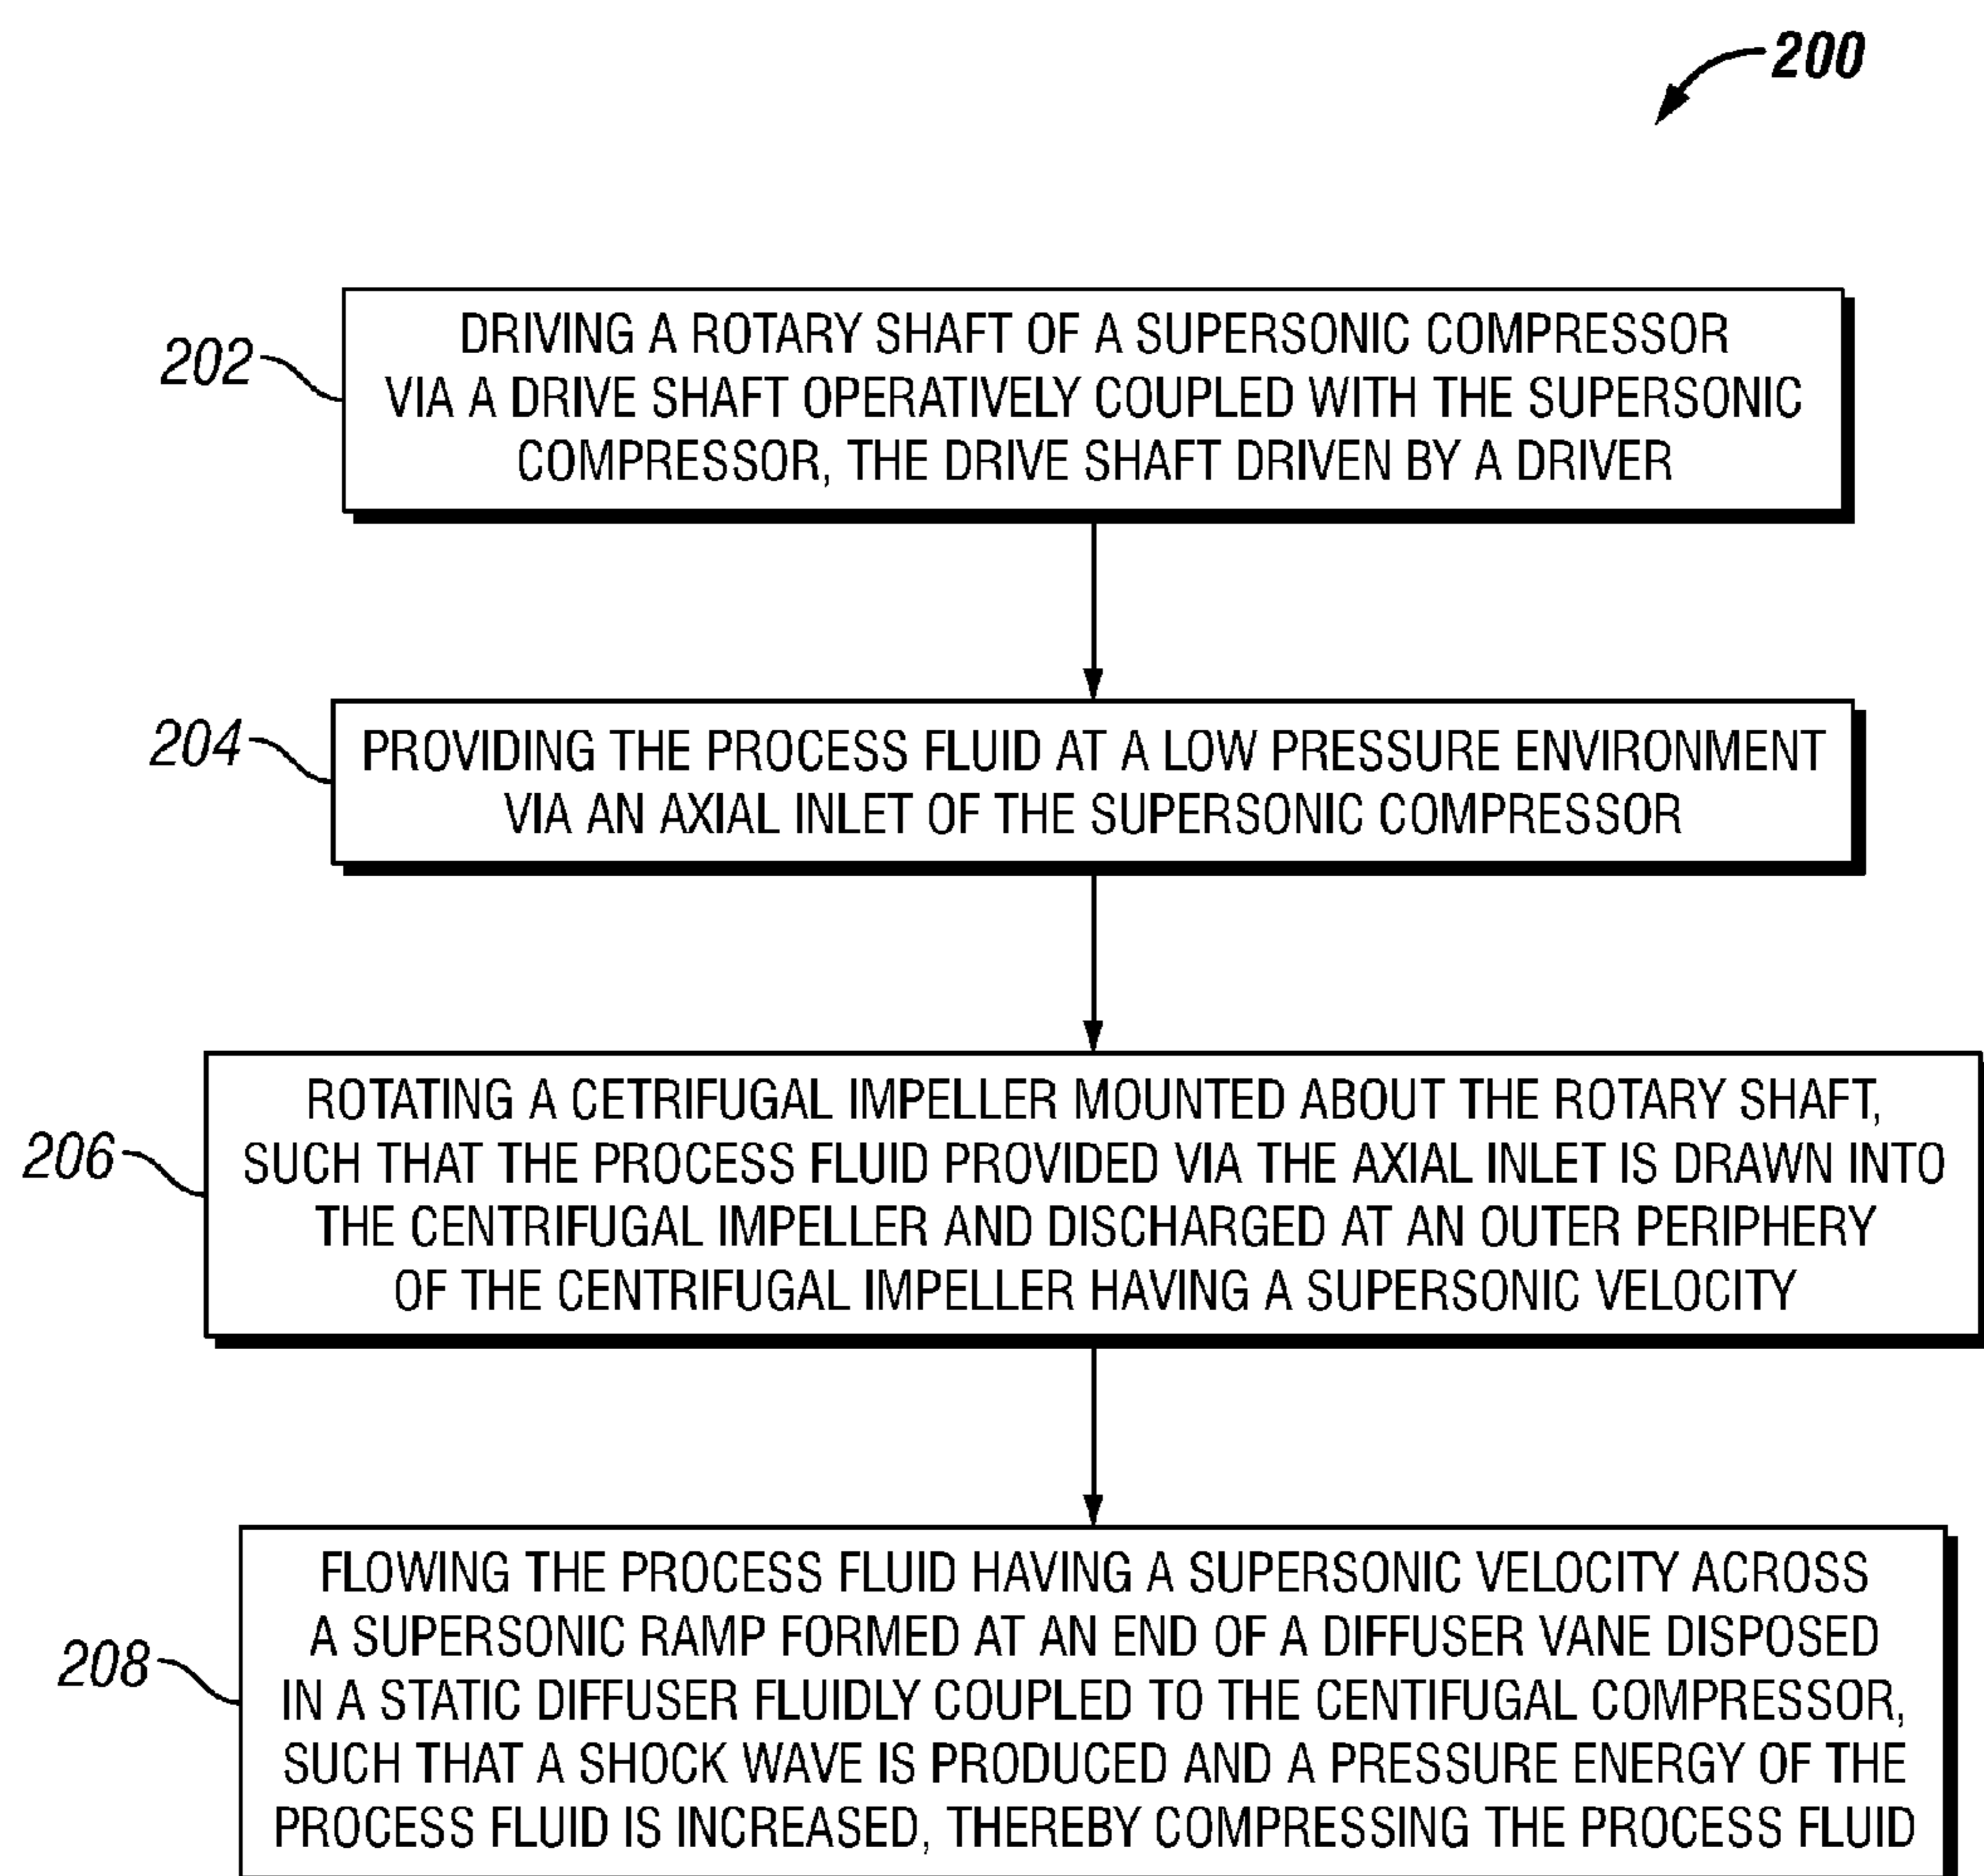 200
202
DRIVING A ROTARY SHAFT OF A SUPERSONIC COMPRESSOR
VIA A DRIVE SHAFT OPERATIVELY COUPLED WITH THE SUPERSONIC
COMPRESSOR, THE DRIVE SHAFT DRIVEN BY A DRIVER
204
PROVIDING THE PROCESS FLUID AT A LOW PRESSURE ENVIRONMENT
VIA AN AXIAL INLET OF THE SUPERSONIC COMPRESSOR
206
ROTATING A CETRIFUGAL IMPELLER MOUNTED ABOUT THE ROTARY SHAFT,
SUCH THAT THE PROCESS FLUID PROVIDED VIA THE AXIAL INLET IS DRAWN INTO
THE CENTRIFUGAL IMPELLER AND DISCHARGED AT AN OUTER PERIPHERY
OF THE CENTRIFUGAL IMPELLER HAVING A SUPERSONIC VELOCITY
208
FLOWING THE PROCESS FLUID HAVING A SUPERSONIC VELOCITY ACROSS
A SUPERSONIC RAMP FORMED AT AN END OF A DIFFUSER VANE DISPOSED
IN A STATIC DIFFUSER FLUIDLY COUPLED TO THE CENTIFUGAL COMPRESSOR,
SUCH THAT A SHOCK WAVE IS PRODUCED AND A PRESSURE ENERGY OF THE
PROCESS FLUID IS INCREASED, THEREBY COMPRESSING THE PROCESS FLUID